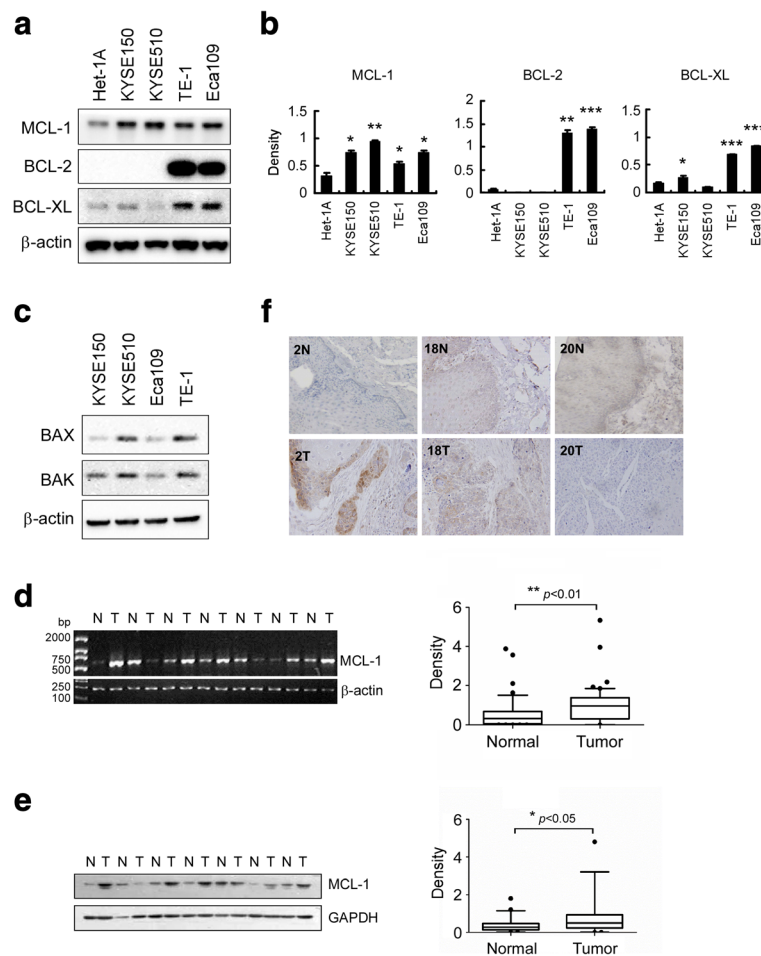 a
Het-1A KYSE150 KYSE510 TE-1 Eca109
MCL-1
BCL-2
BCL-XL
β-actin
b
MCL-1
Density
1.5
1
0.5
0
* ** * *
Het-1A KYSE150 KYSE510 TE-1 Eca109
BCL-2
2
1.5
1
0.5
0
** ***
Het-1A KYSE150 KYSE510 TE-1 Eca109
BCL-XL
1.5
1
0.5
0
* *** ***
Het-1A KYSE150 KYSE510 TE-1 Eca109
c
KYSE150 KYSE510 Eca109 TE-1
BAX
BAK
β-actin
f
2N 18N 20N
2T 18T 20T
d
bp N T N T N T N T N T N T N T
2000
750
500
250
100
MCL-1
β-actin
Density
6
4
2
0
** p<0.01
Normal Tumor
e
N T N T N T N T N T N T N T
MCL-1
GAPDH
Density
6
4
2
0
* p<0.05
Normal Tumor